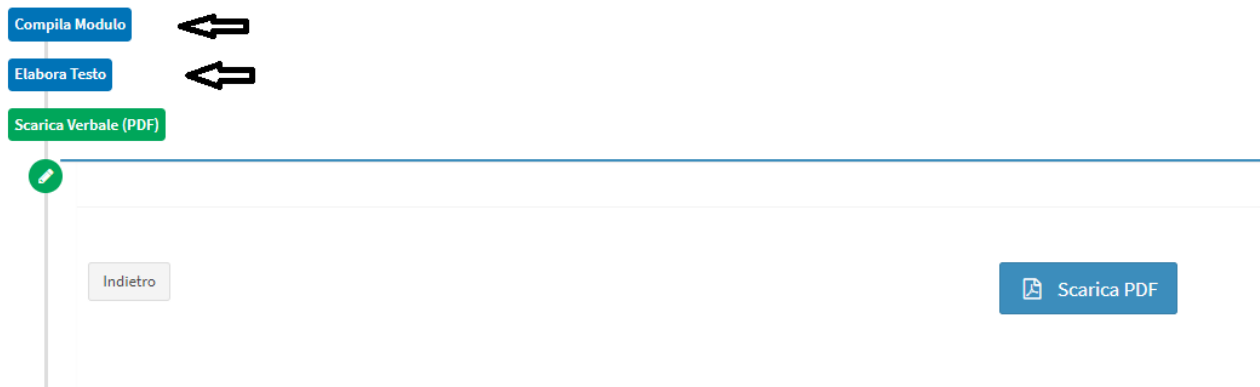 Compila Modulo
Elabora Testo
Scarica Verbale (PDF)
Indietro
Scarica PDF